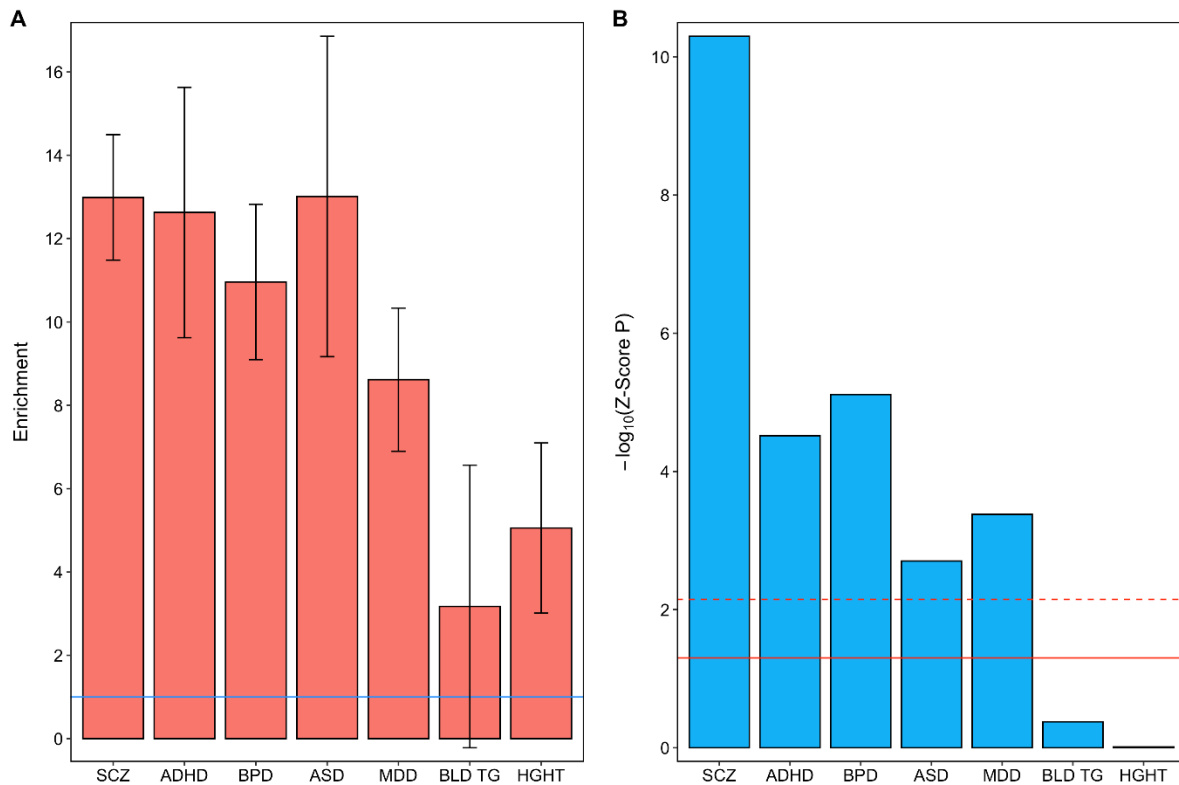 A
Enrichment
16
14
12
10
8
6
4
2
0
SCZ ADHD BPD ASD MDD BLD TG HGHT
B
−log₁₀(Z-Score P)
10
8
6
4
2
0
SCZ ADHD BPD ASD MDD BLD TG HGHT